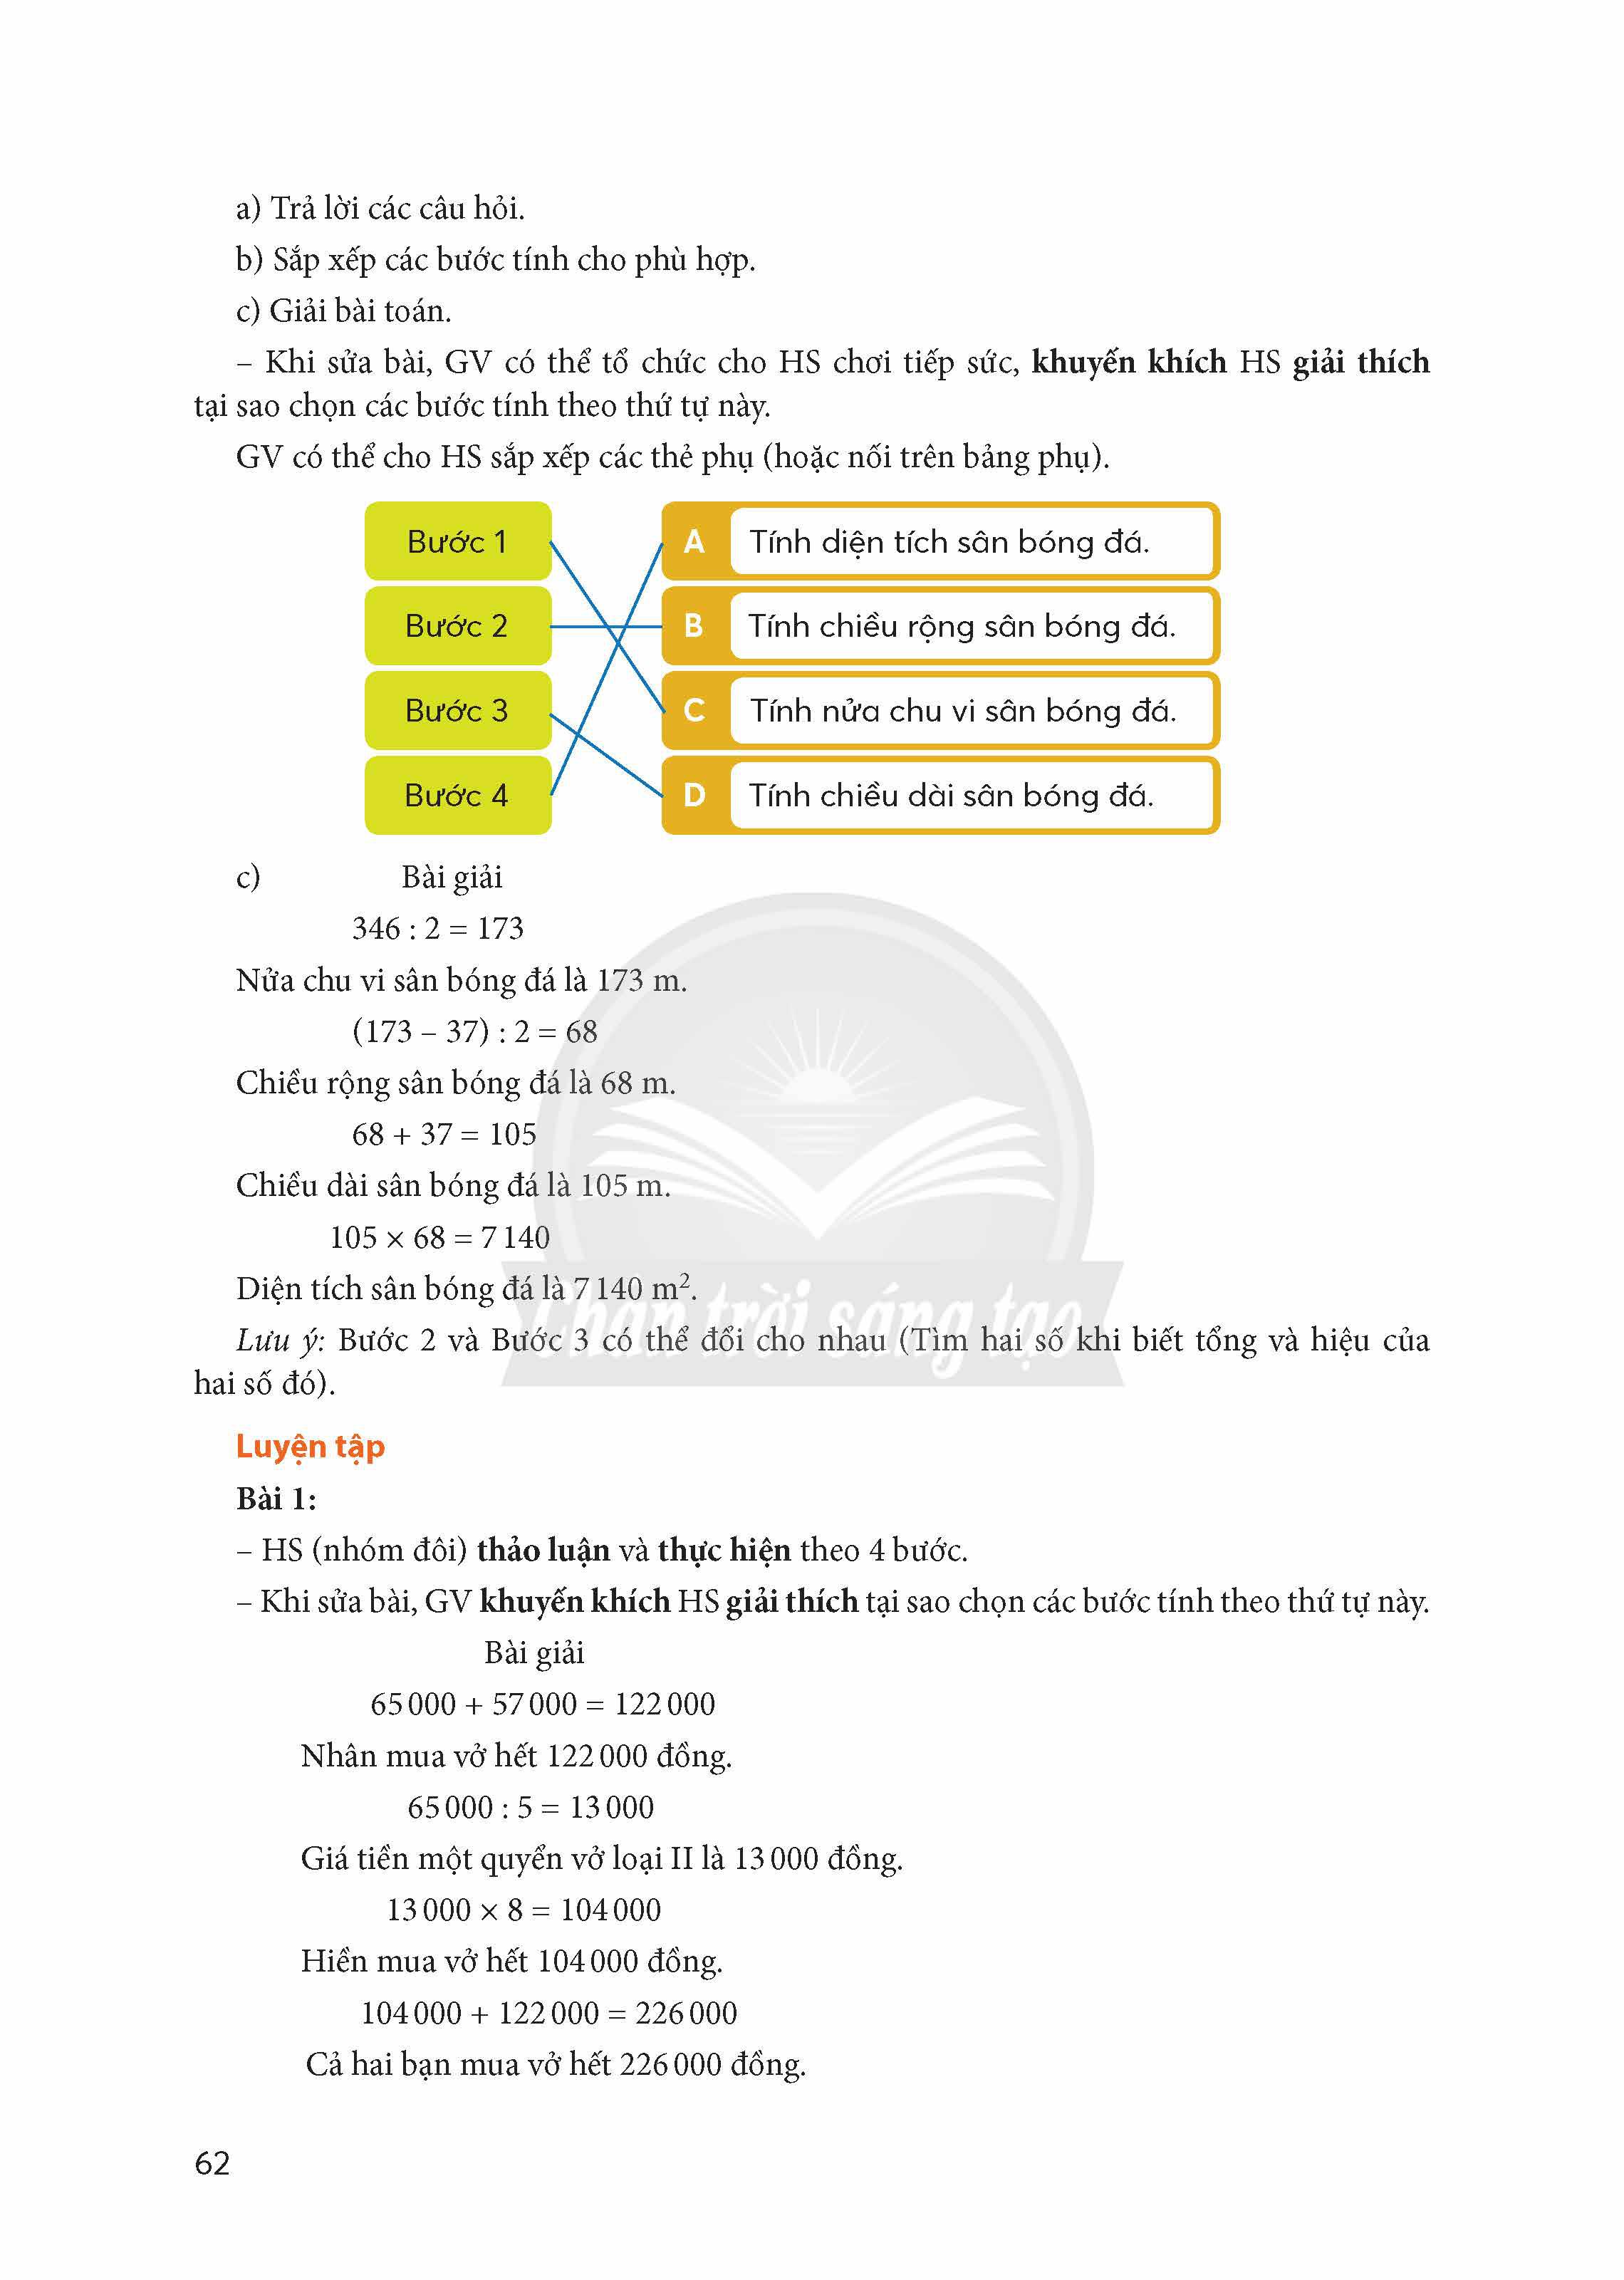 a) Trả lời các câu hỏi.
b) Sắp xếp các bước tính cho phù hợp.
c) Giải bài toán.
– Khi sửa bài, GV có thể tổ chức cho HS chơi tiếp sức, khuyến khích HS giải thích
tại sao chọn các bước tính theo thứ tự này.
GV có thể cho HS sắp xếp các thẻ phụ (hoặc nối trên bảng phụ).
Bước 1 A Tính diện tích sân bóng đá.
Bước 2 B Tính chiều rộng sân bóng đá.
Bước 3 C Tính nửa chu vi sân bóng đá.
Bước 4 D Tính chiều dài sân bóng đá.
c) Bài giải
346 : 2 = 173
Nửa chu vi sân bóng đá là 173 m.
(173 – 37) : 2 = 68
Chiều rộng sân bóng đá là 68 m.
68 + 37 = 105
Chiều dài sân bóng đá là 105 m.
105 × 68 = 7 140
Diện tích sân bóng đá là 7 140 m².
Chân trời sáng tạo
Lưu ý: Bước 2 và Bước 3 có thể đổi cho nhau (Tìm hai số khi biết tổng và hiệu của
hai số đó).
Luyện tập
Bài 1:
– HS (nhóm đôi) thảo luận và thực hiện theo 4 bước.
– Khi sửa bài, GV khuyến khích HS giải thích tại sao chọn các bước tính theo thứ tự này.
Bài giải
65 000 + 57 000 = 122 000
Nhân mua vở hết 122 000 đồng.
65 000 : 5 = 13 000
Giá tiền một quyển vở loại II là 13 000 đồng.
13 000 × 8 = 104 000
Hiền mua vở hết 104 000 đồng.
104 000 + 122 000 = 226 000
Cả hai bạn mua vở hết 226 000 đồng.
62